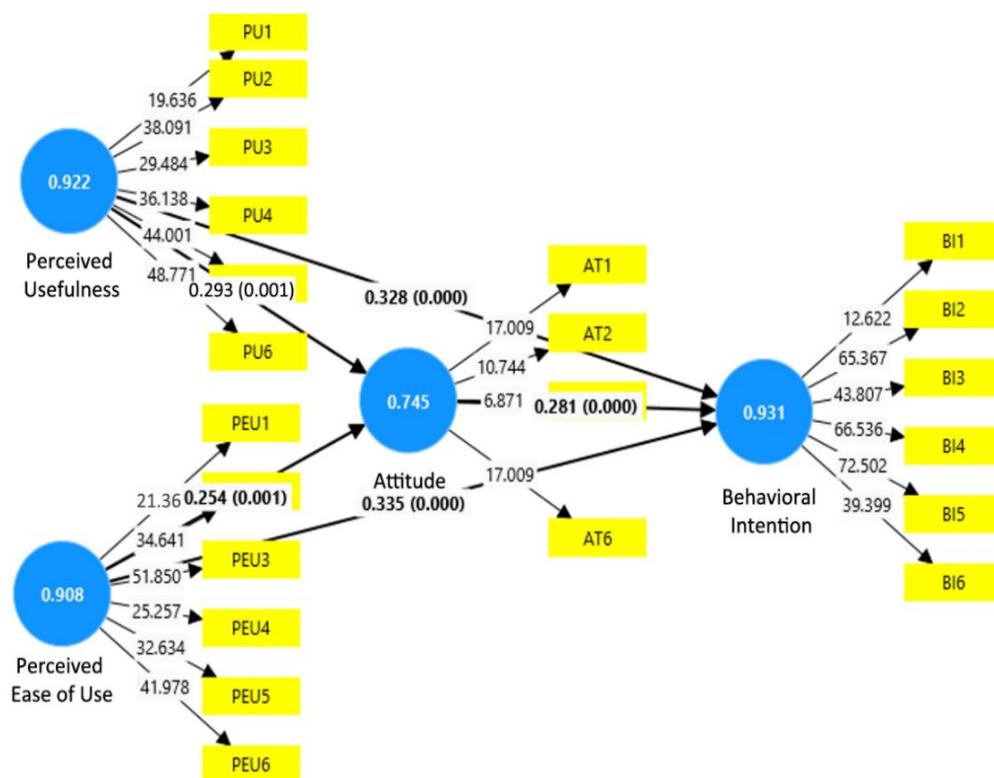 PU1
PU2
19.636
38.091
PU3
29.484
0.922
36.138
PU4
44.001
Perceived
Usefulness
48.771
0.293 (0.001)
0.328 (0.000)
PU6
AT1
17.009
AT2
10.744
0.745
6.871
0.281 (0.000)
Attitude
17.009
AT6
BI1
12.622
BI2
65.367
BI3
43.807
0.931
66.536
BI4
72.502
Behavioral
Intention
39.399
BI5
BI6
PEU1
21.36
0.254 (0.001)
0.335 (0.000)
34.641
PEU3
51.850
0.908
25.257
PEU4
32.634
Perceived
Ease of Use
41.978
PEU5
PEU6